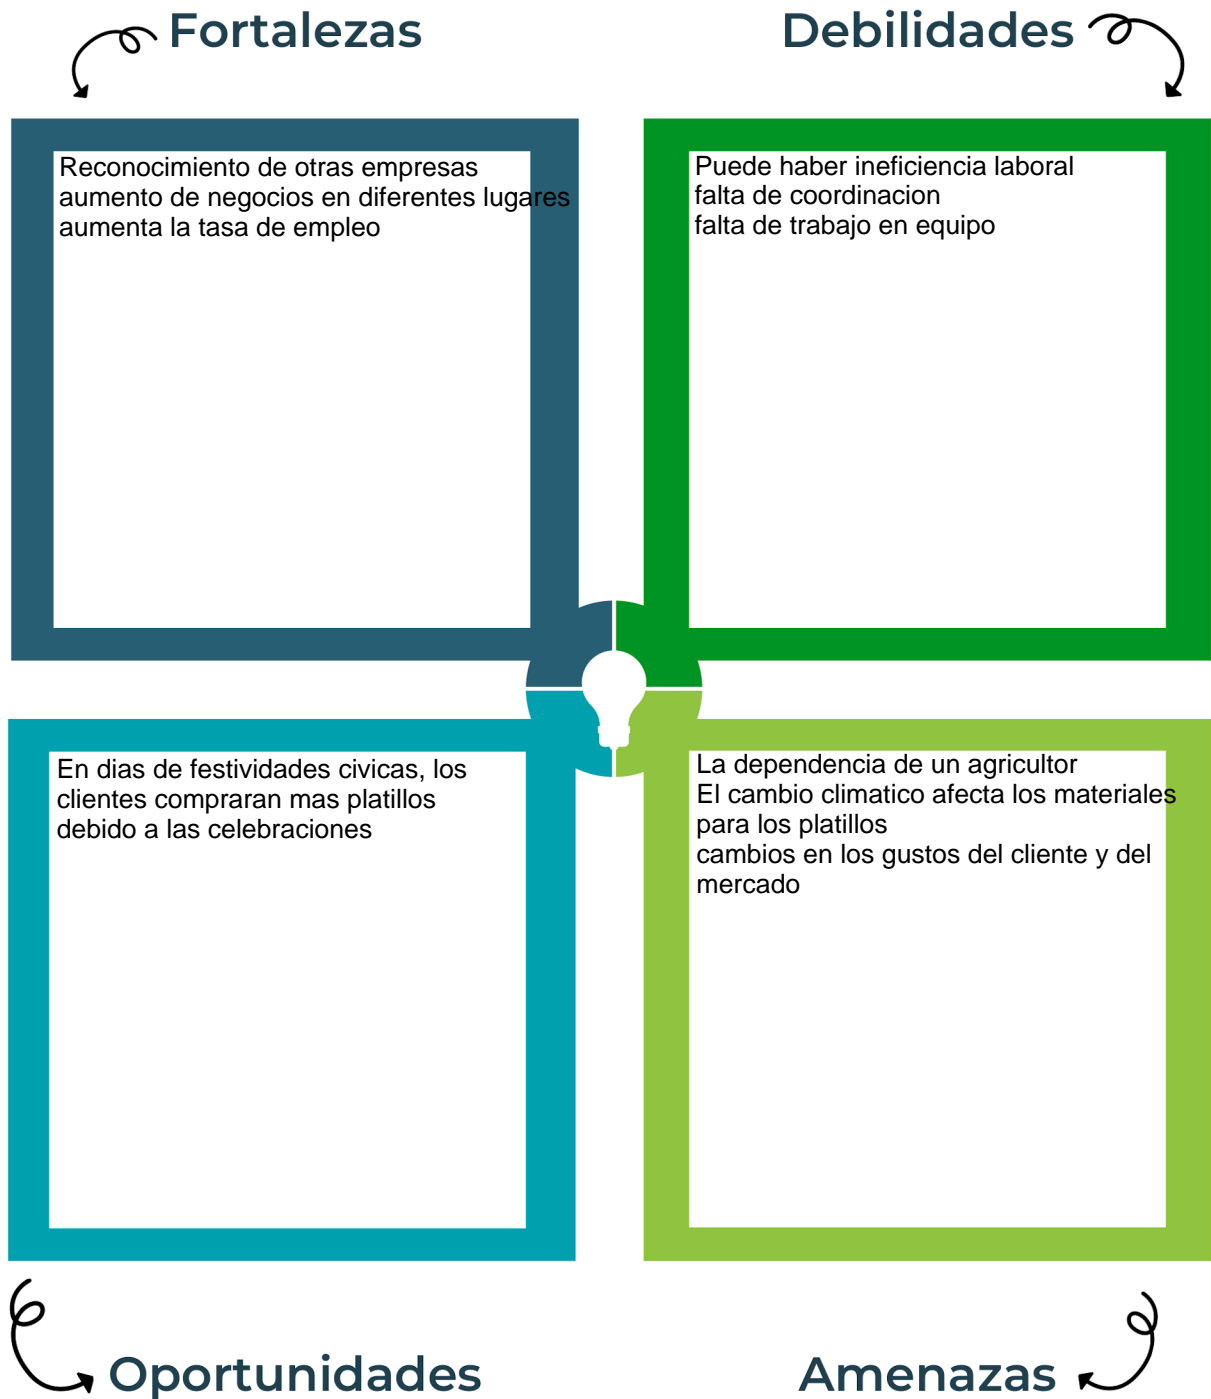 Fortalezas
Reconocimiento de otras empresas
aumento de negocios en diferentes lugares
aumenta la tasa de empleo
Debilidades
Puede haber ineficiencia laboral
falta de coordinacion
falta de trabajo en equipo
En dias de festividades civicas, los
clientes compraran mas platillos
debido a las celebraciones
Oportunidades
La dependencia de un agricultor
El cambio climatico afecta los materiales
para los platillos
cambios en los gustos del cliente y del
mercado
Amenazas